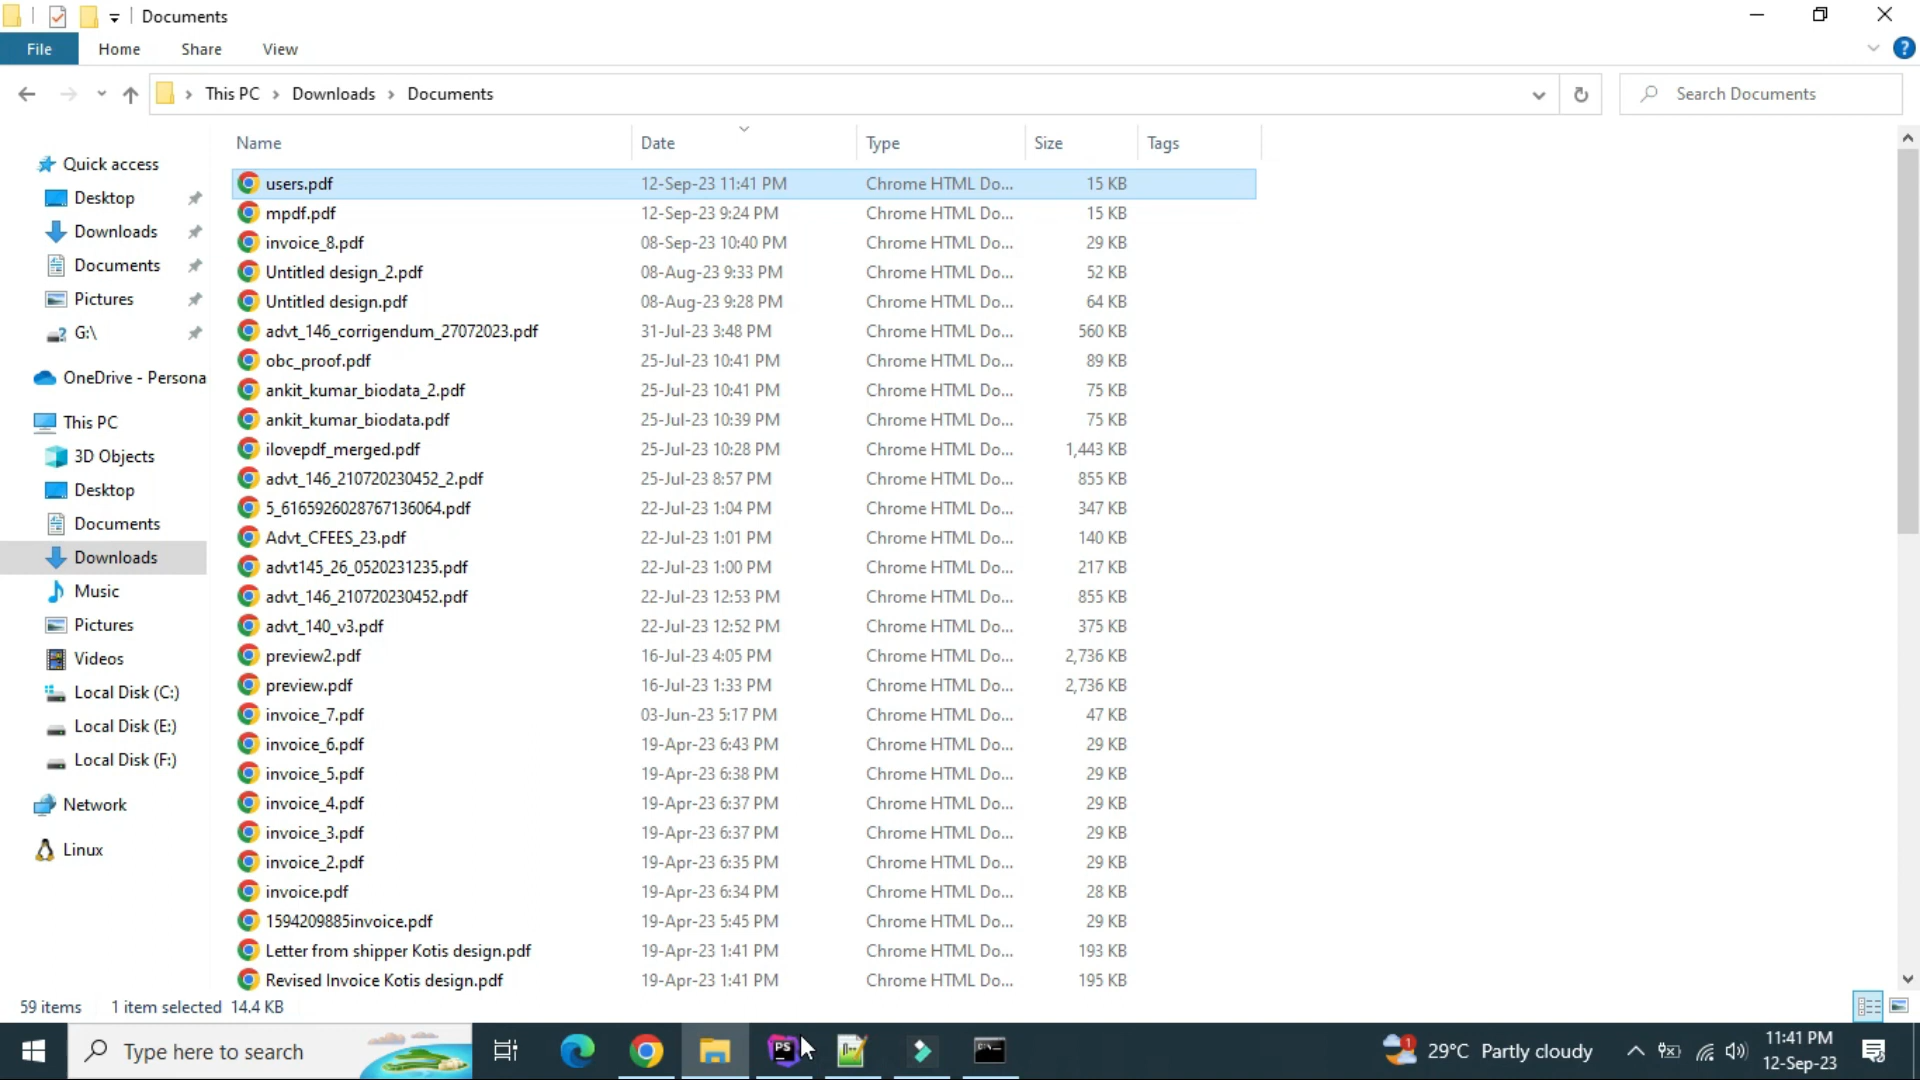 Documents
File Home Share View
This PC > Downloads > Documents
Search Documents
Quick access
Desktop
Downloads
Documents
Pictures
G:\
OneDrive - Persona
This PC
3D Objects
Desktop
Documents
Downloads
Music
Pictures
Videos
Local Disk (C:)
Local Disk (E:)
Local Disk (F:)
Network
Linux
Name Date Type Size Tags
users.pdf 12-Sep-23 11:41 PM Chrome HTML Do... 15 KB
mpdf.pdf 12-Sep-23 9:24 PM Chrome HTML Do... 15 KB
invoice_8.pdf 08-Sep-23 10:40 PM Chrome HTML Do... 29 KB
Untitled design_2.pdf 08-Aug-23 9:33 PM Chrome HTML Do... 52 KB
Untitled design.pdf 08-Aug-23 9:28 PM Chrome HTML Do... 64 KB
advt_146_corrigendum_27072023.pdf 31-Jul-23 3:48 PM Chrome HTML Do... 560 KB
obc_proof.pdf 25-Jul-23 10:41 PM Chrome HTML Do... 89 KB
ankit_kumar_biodata_2.pdf 25-Jul-23 10:41 PM Chrome HTML Do... 75 KB
ankit_kumar_biodata.pdf 25-Jul-23 10:39 PM Chrome HTML Do... 75 KB
ilovepdf_merged.pdf 25-Jul-23 10:28 PM Chrome HTML Do... 1,443 KB
advt_146_210720230452_2.pdf 25-Jul-23 8:57 PM Chrome HTML Do... 855 KB
5_6165926028767136064.pdf 22-Jul-23 1:04 PM Chrome HTML Do... 347 KB
Advt_CFEES_23.pdf 22-Jul-23 1:01 PM Chrome HTML Do... 140 KB
advt145_26_0520231235.pdf 22-Jul-23 1:00 PM Chrome HTML Do... 217 KB
advt_146_210720230452.pdf 22-Jul-23 12:53 PM Chrome HTML Do... 855 KB
advt_140_v3.pdf 22-Jul-23 12:52 PM Chrome HTML Do... 375 KB
preview2.pdf 16-Jul-23 4:05 PM Chrome HTML Do... 2,736 KB
preview.pdf 16-Jul-23 1:33 PM Chrome HTML Do... 2,736 KB
invoice_7.pdf 03-Jun-23 5:17 PM Chrome HTML Do... 47 KB
invoice_6.pdf 19-Apr-23 6:43 PM Chrome HTML Do... 29 KB
invoice_5.pdf 19-Apr-23 6:38 PM Chrome HTML Do... 29 KB
invoice_4.pdf 19-Apr-23 6:37 PM Chrome HTML Do... 29 KB
invoice_3.pdf 19-Apr-23 6:37 PM Chrome HTML Do... 29 KB
invoice_2.pdf 19-Apr-23 6:35 PM Chrome HTML Do... 29 KB
invoice.pdf 19-Apr-23 6:34 PM Chrome HTML Do... 28 KB
1594209885invoice.pdf 19-Apr-23 5:45 PM Chrome HTML Do... 29 KB
Letter from shipper Kotis design.pdf 19-Apr-23 1:41 PM Chrome HTML Do... 193 KB
Revised Invoice Kotis design.pdf 19-Apr-23 1:41 PM Chrome HTML Do... 195 KB
59 items 1 item selected 14.4 KB
Type here to search
PS
1
29°C Partly cloudy
11:41 PM
12-Sep-23